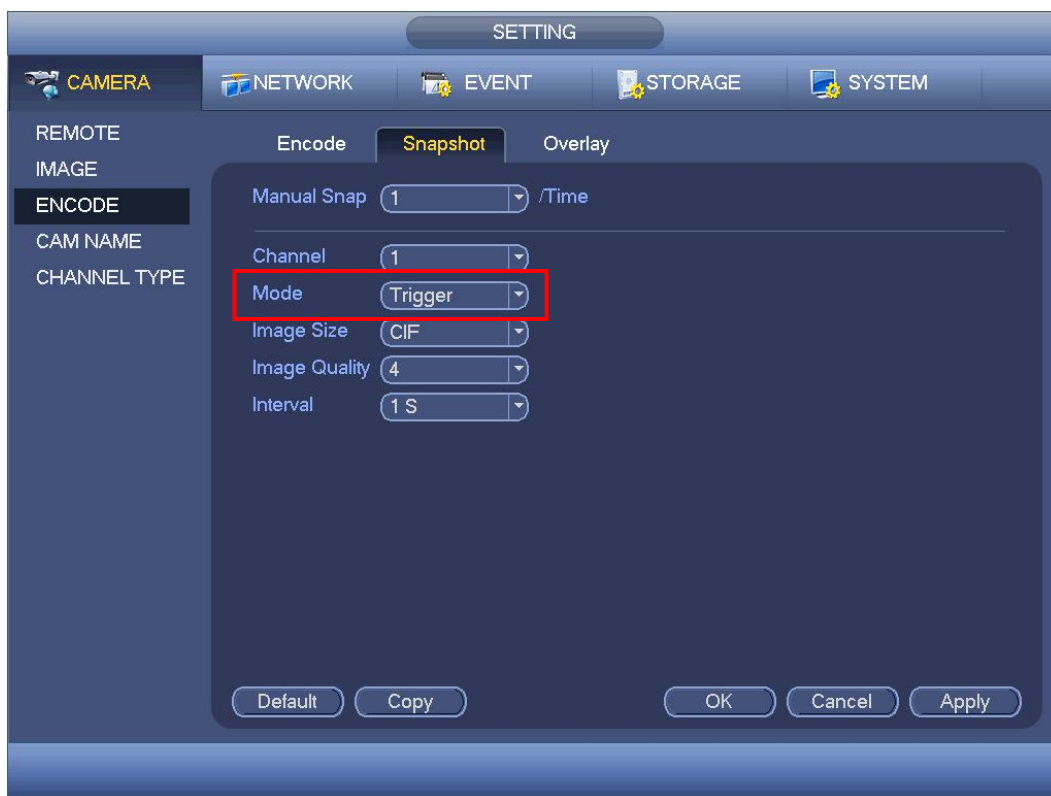 SETTING
CAMERA NETWORK EVENT STORAGE SYSTEM
REMOTE
IMAGE
ENCODE
CAM NAME
CHANNEL TYPE
Encode Snapshot Overlay
Manual Snap 1 /Time
Channel 1
Mode Trigger
Image Size CIF
Image Quality 4
Interval 1 S
Default Copy OK Cancel Apply